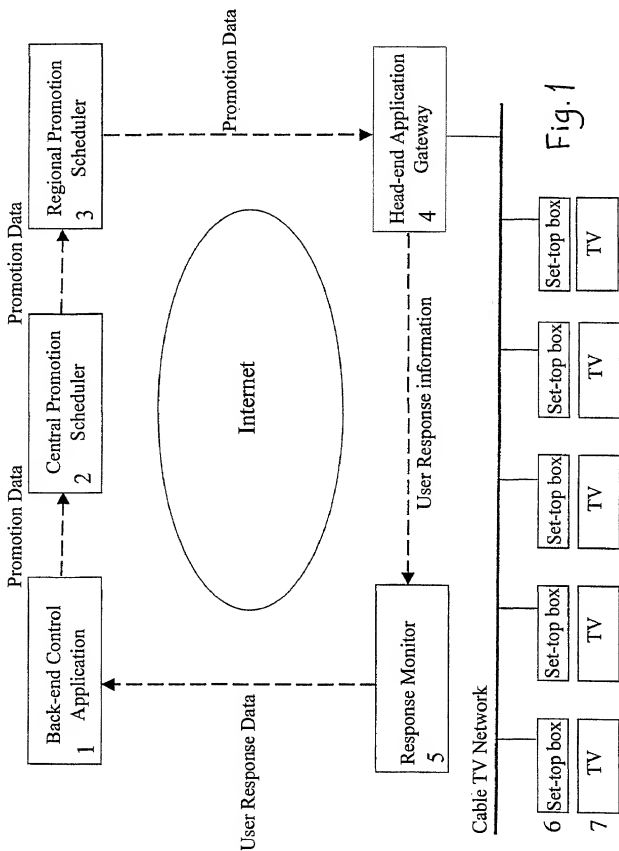 Promotion Data
Promotion Data
Back-end Control
Application
1
Central Promotion
Scheduler
2
Regional Promotion
Scheduler
3
User Response Data
Internet
Promotion Data
Response Monitor
5
User Response information
Head-end Application
Gateway
4
Cable TV Network
Fig. 1
6 Set-top box Set-top box Set-top box Set-top box Set-top box
7 TV TV TV TV TV